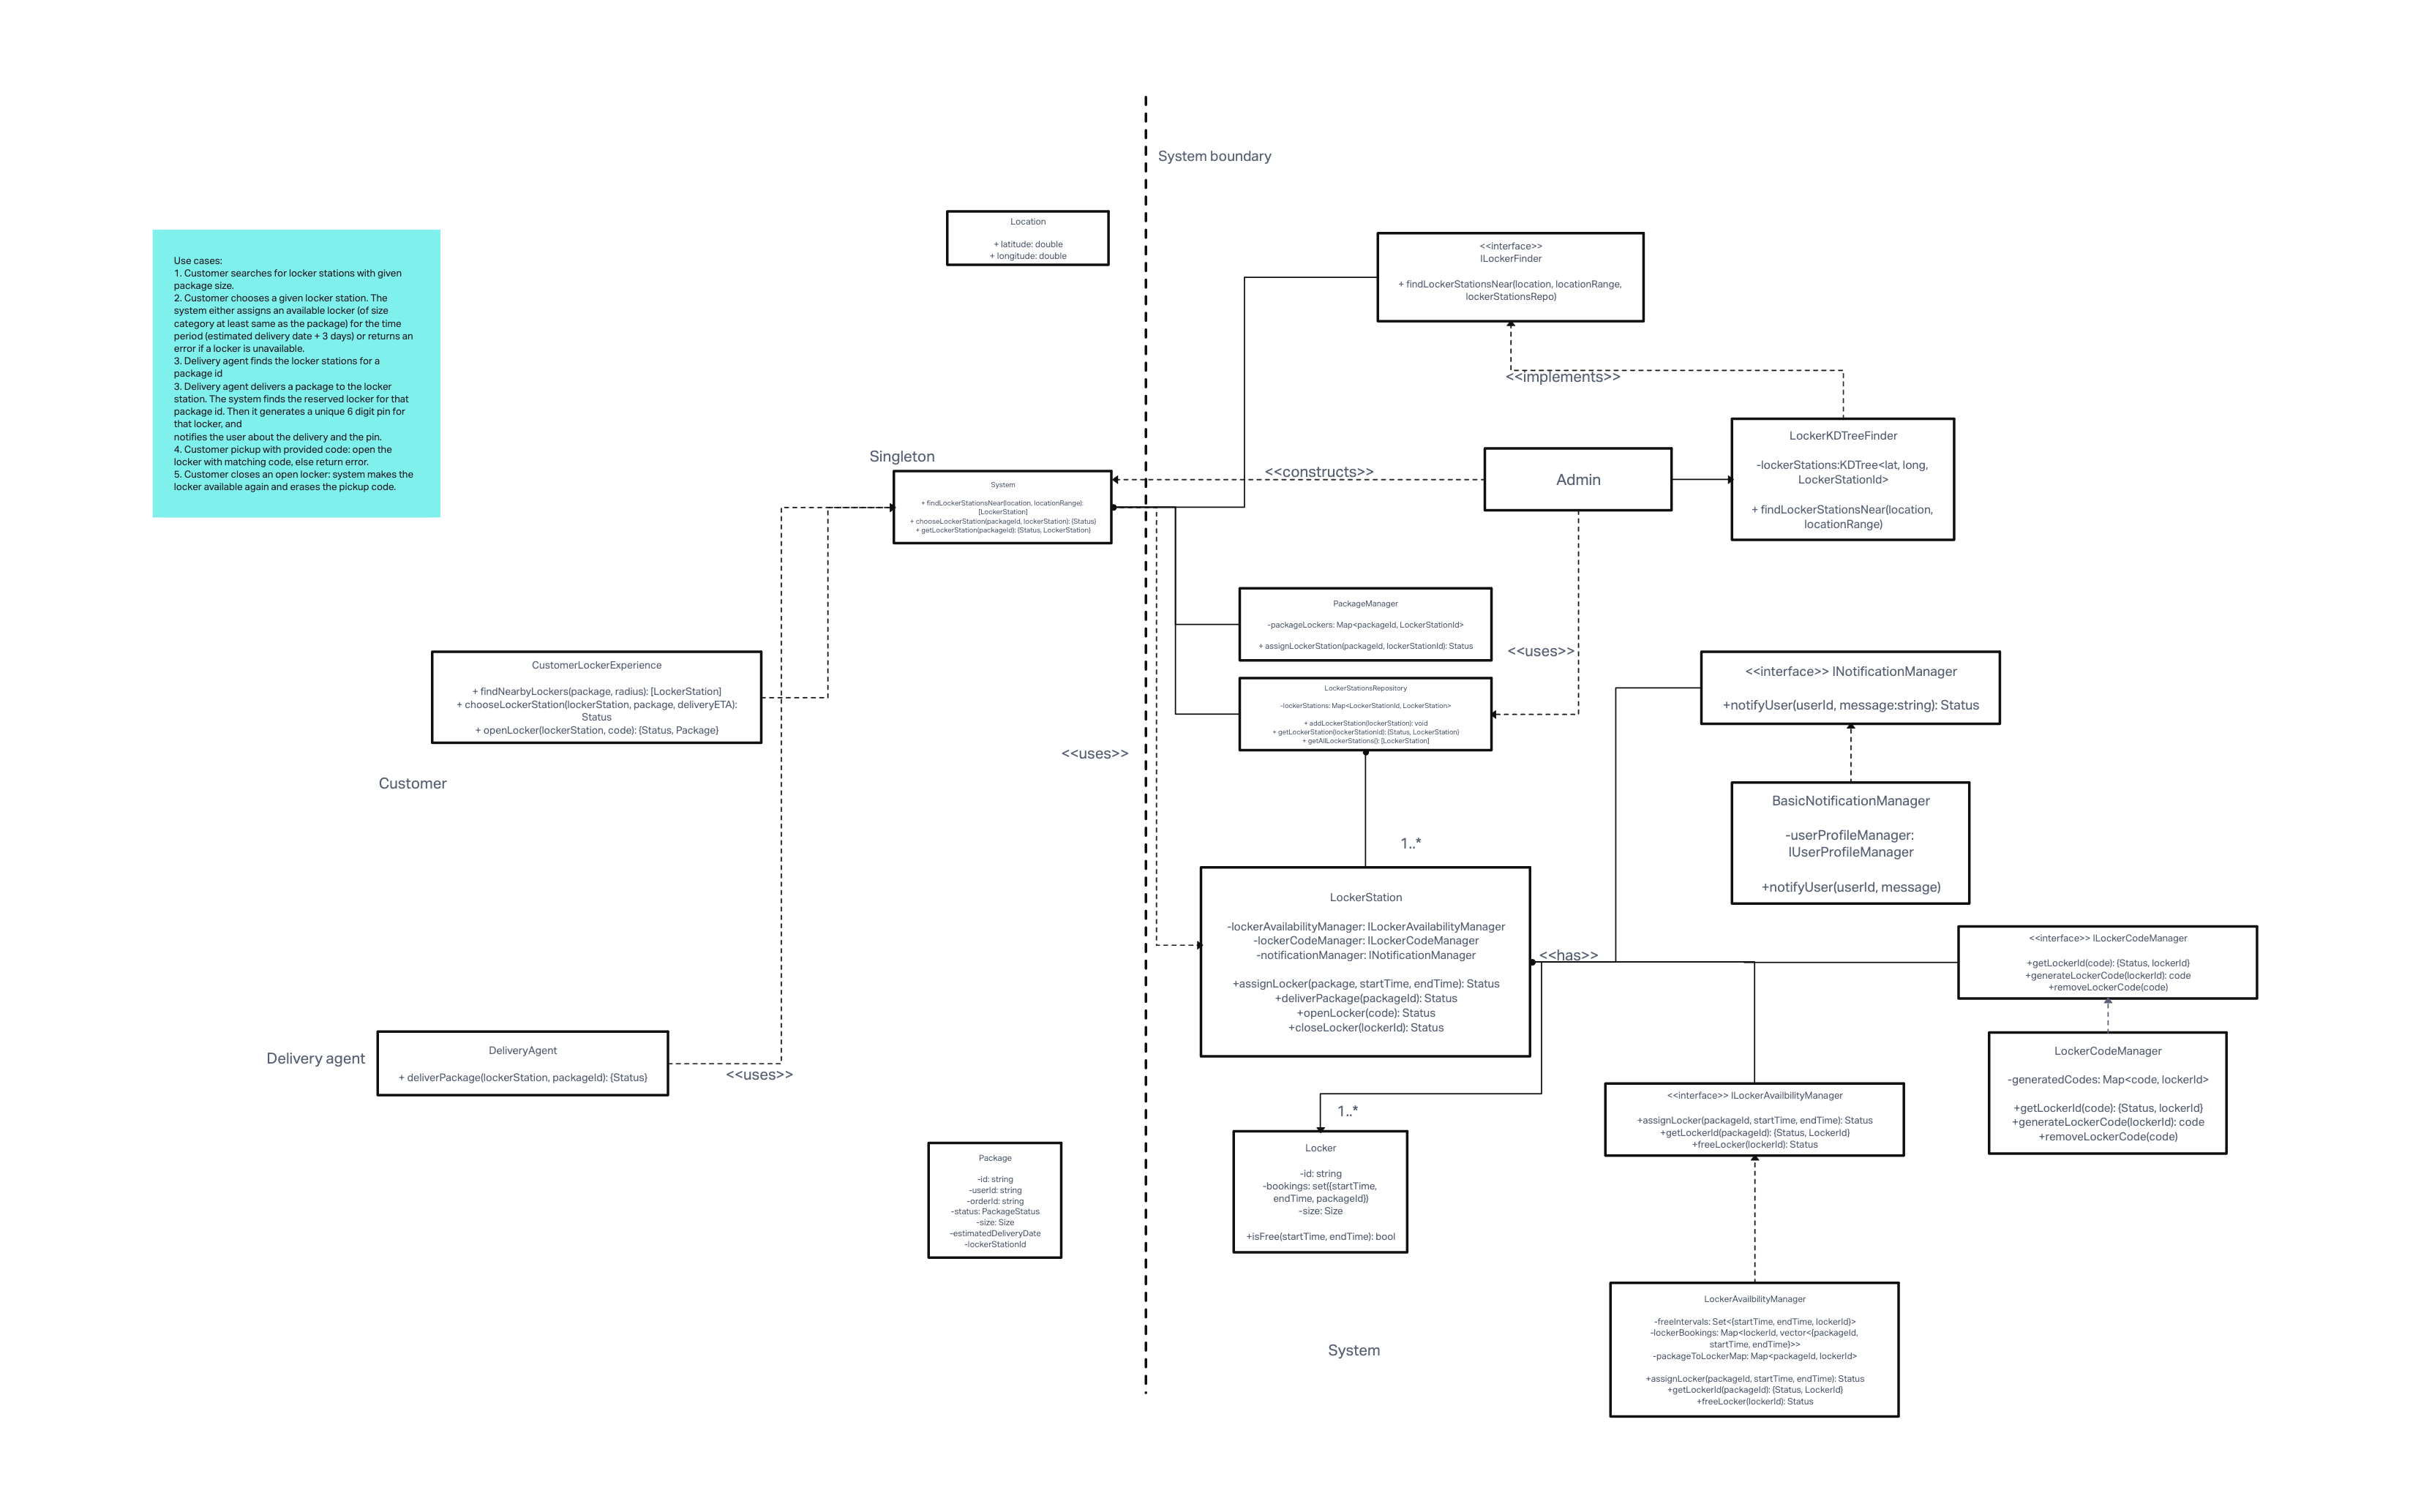 System boundary
Location
+ latitude: double
+ longitude: double
Use cases:
1. Customer searches for locker stations with given
package size.
2. Customer chooses a given locker station. The
system either assigns an available locker (of size
category at least same as the package) for the time
period (estimated delivery date + 3 days) or returns an
error if a locker is unavailable.
3. Delivery agent finds the locker stations for a
package id
3. Delivery agent delivers a package to the locker
station. The system finds the reserved locker for that
package id. Then it generates a unique 6 digit pin for
that locker, and
notifies the user about the delivery and the pin.
4. Customer pickup with provided code: open the
locker with matching code, else return error.
5. Customer closes an open locker: system makes the
locker available again and erases the pickup code.
<<interface>>
ILockerFinder
+ findLockerStationsNear(location, locationRange,
lockerStationsRepo)
<<implements>>
LockerKDTreeFinder
-lockerStations:KDTree<lat, long,
LockerStationId>
+ findLockerStationsNear(location,
locationRange)
Singleton
System
+ findLockerStationsNear(location, locationRange):
[LockerStation]
+ chooseLockerStation(packageId, lockerStation): {Status}
+ getLockerStation(packageId): {Status, LockerStation}
<<constructs>>
Admin
PackageManager
-packageLockers: Map<packageId, LockerStationId>
+ assignLockerStation(packageId, lockerStationId): Status
<<uses>>
LockerStationsRepository
-lockerStations: Map<LockerStationId, LockerStation>
+ addLockerStation(lockerStation): void
+ getLockerStation(lockerStationId): {Status, LockerStation}
+ getAllLockerStations(): [LockerStation]
CustomerLockerExperience
+ findNearbyLockers(package, radius): [LockerStation]
+ chooseLockerStation(lockerStation, package, deliveryETA):
Status
+ openLocker(lockerStation, code): {Status, Package}
Customer
<<uses>>
<<interface>> INotificationManager
+notifyUser(userId, message:string): Status
BasicNotificationManager
-userProfileManager:
IUserProfileManager
+notifyUser(userId, message)
1..*
LockerStation
-lockerAvailabilityManager: ILockerAvailabilityManager
-lockerCodeManager: ILockerCodeManager
-notificationManager: INotificationManager
+assignLocker(package, startTime, endTime): Status
+deliverPackage(packageId): Status
+openLocker(code): Status
+closeLocker(lockerId): Status
<<has>>
<<interface>> ILockerCodeManager
+getLockerId(code): {Status, lockerId}
+generateLockerCode(lockerId): code
+removeLockerCode(code)
LockerCodeManager
-generatedCodes: Map<code, lockerId>
+getLockerId(code): {Status, lockerId}
+generateLockerCode(lockerId): code
+removeLockerCode(code)
Delivery agent
DeliveryAgent
+ deliverPackage(lockerStation, packageId): {Status}
<<uses>>
<<interface>> ILockerAvailbilityManager
+assignLocker(packageId, startTime, endTime): Status
+getLockerId(packageId): {Status, LockerId}
+freeLocker(lockerId): Status
1..*
Locker
-id: string
-bookings: set({startTime,
endTime, packageId})
-size: Size
+isFree(startTime, endTime): bool
Package
-id: string
-userId: string
-orderId: string
-status: PackageStatus
-size: Size
-estimatedDeliveryDate
-lockerStationId
LockerAvailbilityManager
-freeIntervals: Set<{startTime, endTime, lockerId}>
-lockerBookings: Map<lockerId, vector<{packageId,
startTime, endTime}>>
-packageToLockerMap: Map<packageId, lockerId>
+assignLocker(packageId, startTime, endTime): Status
+getLockerId(packageId): {Status, LockerId}
+freeLocker(lockerId): Status
System